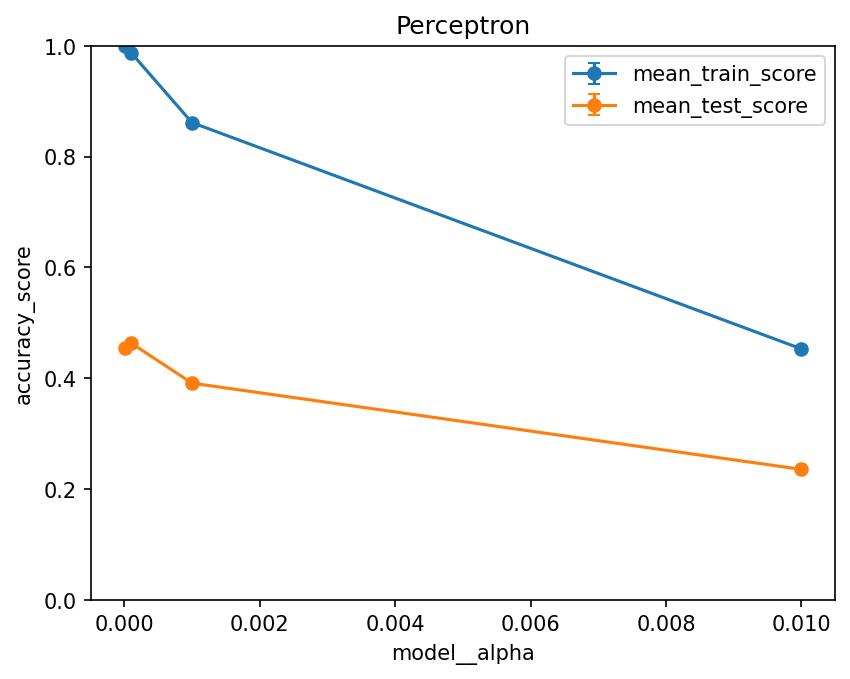 Perceptron
mean_train_score
mean_test_score
accuracy_score
1.0
0.8
0.6
0.4
0.2
0.0
0.000 0.002 0.004 0.006 0.008 0.010
model__alpha